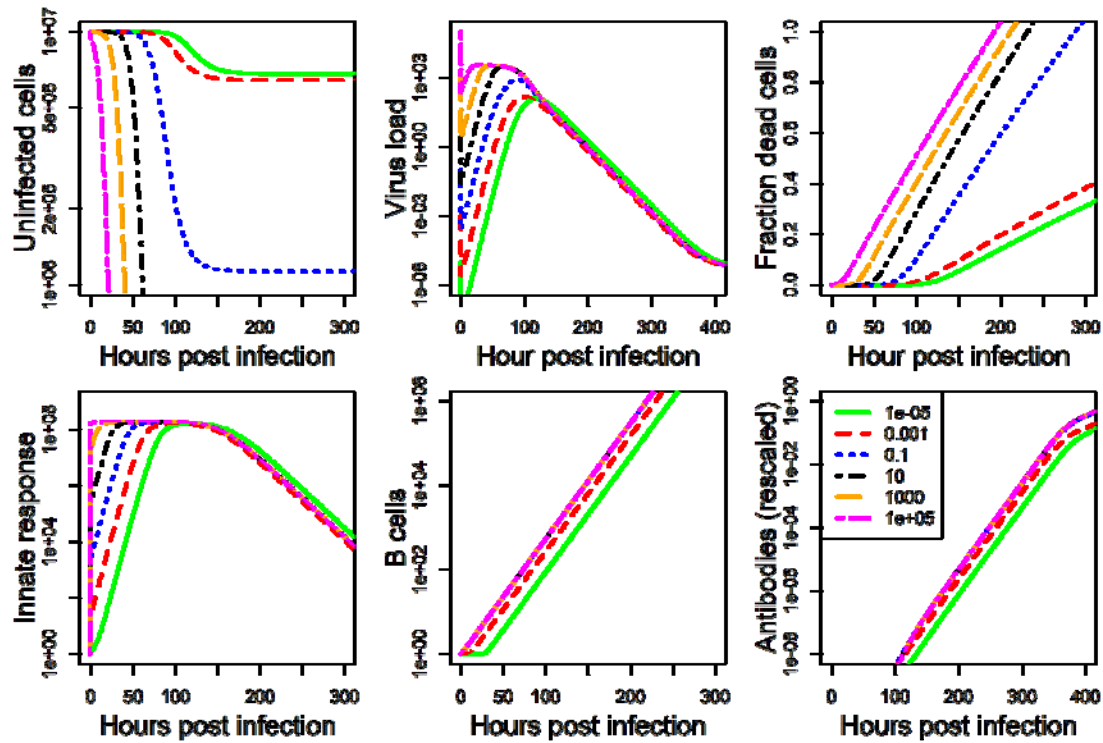 Uninfected cells
1e+07
5e+06
2e+06
1e+06
0 50 100 200 300
Hours post infection
Virus load
1e+03
1e+00
1e-03
1e-06
0 100 200 300 400
Hour post infection
Fraction dead cells
1.0
0.8
0.6
0.4
0.2
0.0
0 50 100 200 300
Hour post infection
Innate response
1e+08
1e+04
1e+00
0 50 100 200 300
Hours post infection
B cells
1e+06
1e+04
1e+02
1e+00
0 50 100 200 300
Hours post infection
Antibodies (rescaled)
1e+00
1e-02
1e-04
1e-06
1e-08
1e-05
0.001
0.1
10
1000
1e+05
0 100 200 300 400
Hours post infection